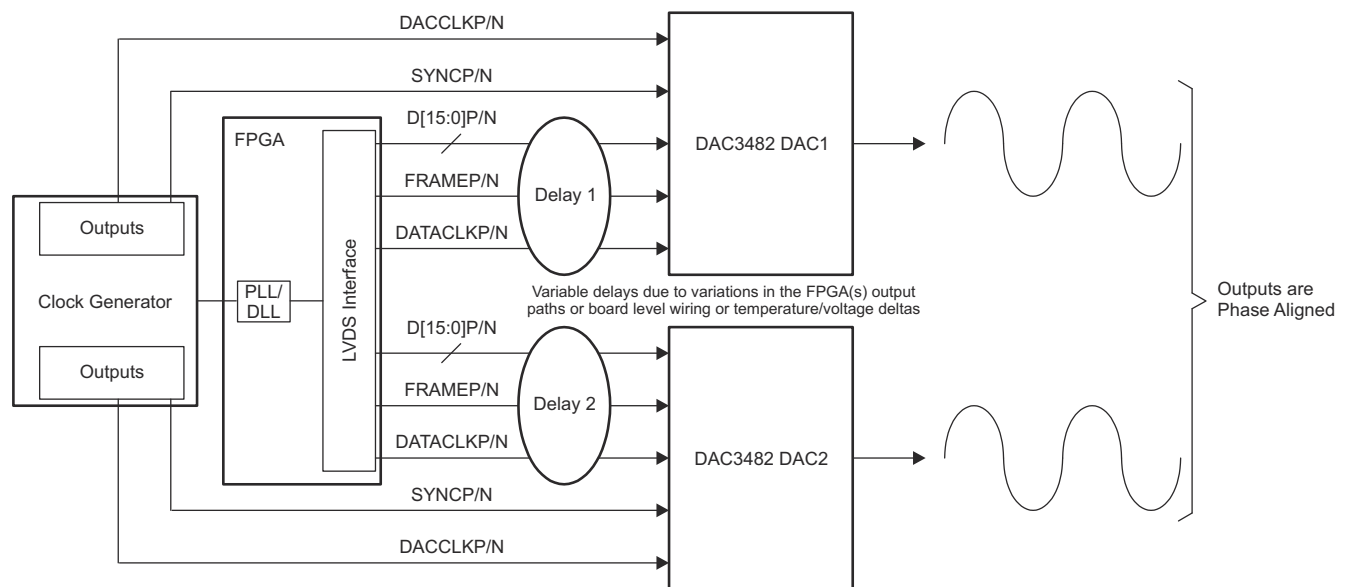 DACCLKP/N
SYNCP/N
D[15:0]P/N
FPGA
DAC3482 DAC1
FRAMEP/N
Delay 1
Outputs
DATACLKP/N
Clock Generator
PLL/
DLL
LVDS Interface
Variable delays due to variations in the FPGA(s) output
paths or board level wiring or temperature/voltage deltas
Outputs are
Phase Aligned
D[15:0]P/N
Outputs
FRAMEP/N
Delay 2
DATACLKP/N
DAC3482 DAC2
SYNCP/N
DACCLKP/N